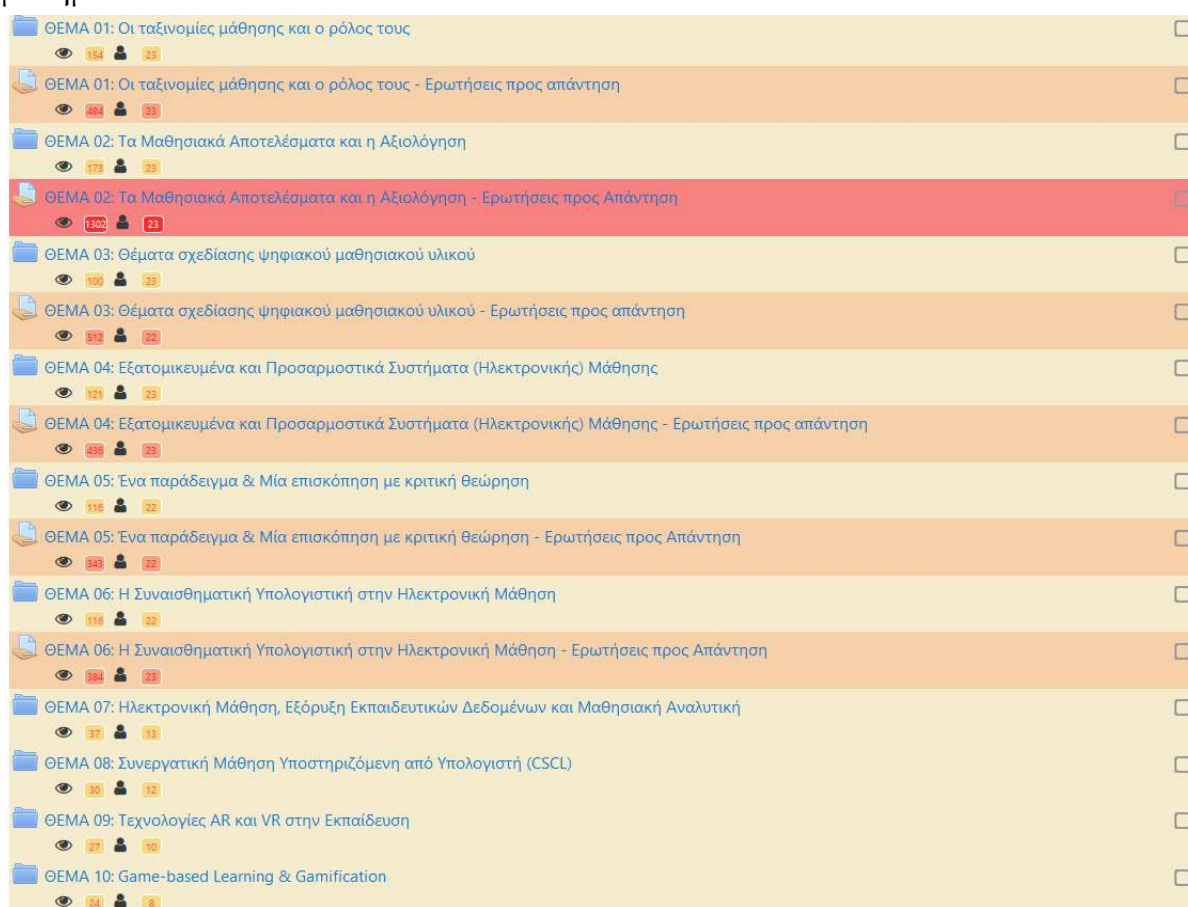 ΘΕΜΑ 01: Οι ταξινομίες μάθησης και ο ρόλος τους
154 23
ΘΕΜΑ 01: Οι ταξινομίες μάθησης και ο ρόλος τους - Ερωτήσεις προς απάντηση
494 23
ΘΕΜΑ 02: Τα Μαθησιακά Αποτελέσματα και η Αξιολόγηση
173 23
ΘΕΜΑ 02: Τα Μαθησιακά Αποτελέσματα και η Αξιολόγηση - Ερωτήσεις προς Απάντηση
1302 23
ΘΕΜΑ 03: Θέματα σχεδίασης ψηφιακού μαθησιακού υλικού
100 23
ΘΕΜΑ 03: Θέματα σχεδίασης ψηφιακού μαθησιακού υλικού - Ερωτήσεις προς απάντηση
512 22
ΘΕΜΑ 04: Εξατομικευμένα και Προσαρμοστικά Συστήματα (Ηλεκτρονικής) Μάθησης
121 23
ΘΕΜΑ 04: Εξατομικευμένα και Προσαρμοστικά Συστήματα (Ηλεκτρονικής) Μάθησης - Ερωτήσεις προς απάντηση
436 23
ΘΕΜΑ 05: Ένα παράδειγμα & Μία επισκόπηση με κριτική θεώρηση
116 22
ΘΕΜΑ 05: Ένα παράδειγμα & Μία επισκόπηση με κριτική θεώρηση - Ερωτήσεις προς Απάντηση
343 22
ΘΕΜΑ 06: Η Συναισθηματική Υπολογιστική στην Ηλεκτρονική Μάθηση
116 22
ΘΕΜΑ 06: Η Συναισθηματική Υπολογιστική στην Ηλεκτρονική Μάθηση - Ερωτήσεις προς Απάντηση
384 23
ΘΕΜΑ 07: Ηλεκτρονική Μάθηση, Εξόρυξη Εκπαιδευτικών Δεδομένων και Μαθησιακή Αναλυτική
37 13
ΘΕΜΑ 08: Συνεργατική Μάθηση Υποστηριζόμενη από Υπολογιστή (CSCL)
30 12
ΘΕΜΑ 09: Τεχνολογίες AR και VR στην Εκπαίδευση
27 10
ΘΕΜΑ 10: Game-based Learning & Gamification
24 8